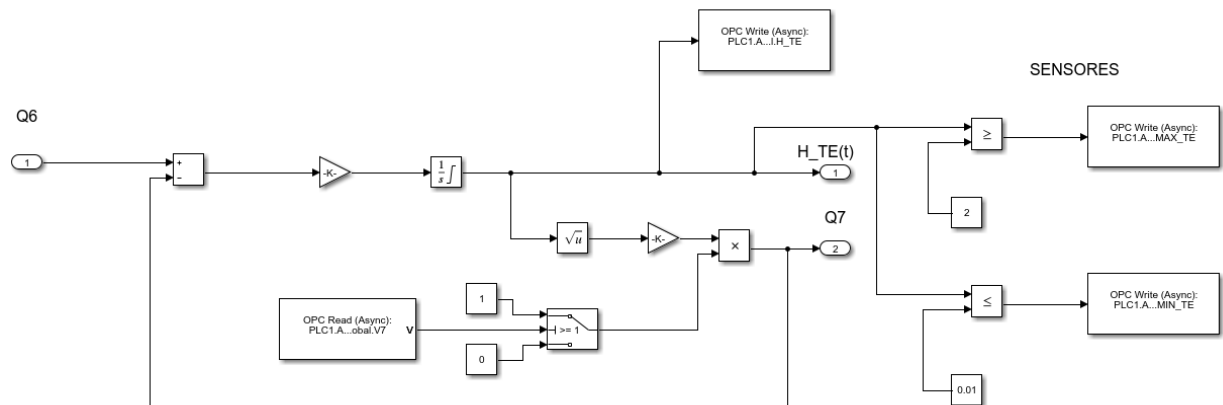 OPC Write (Async):
PLC1.A...I.H_TE
SENSORES
Q6
OPC Write (Async):
PLC1.A...MAX_TE
1
+
−
-K-
1
s
∫
H_TE(t)
1
≥
2
Q7
√u
-K-
×
2
OPC Read (Async):
PLC1.A...obal.V7
V
1
>= 1
0
≤
OPC Write (Async):
PLC1.A...MIN_TE
0.01